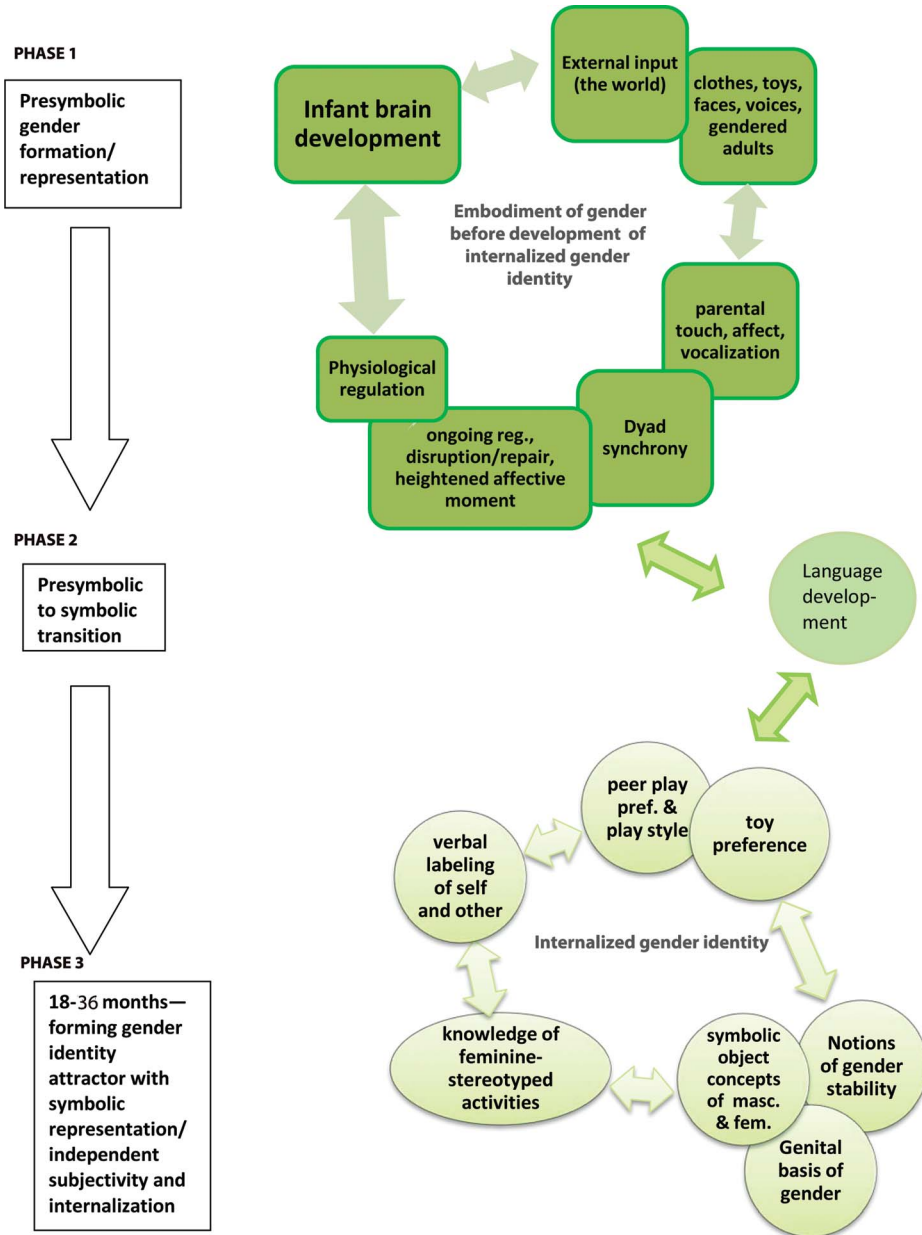 PHASE 1
Presymbolic
gender
formation/
representation
Infant brain
development
External input
(the world)
clothes, toys,
faces, voices,
gendered
adults
Embodiment of gender
before development of
internalized gender
identity
parental
touch, affect,
vocalization
Physiological
regulation
Dyad
synchrony
ongoing reg.,
disruption/repair,
heightened affective
moment
PHASE 2
Presymbolic
to symbolic
transition
Language
develop-
ment
peer play
pref. &
play style
toy
preference
verbal
labeling
of self
and other
Internalized gender identity
PHASE 3
18-36 months—
forming gender
identity
attractor with
symbolic
representation/
independent
subjectivity and
internalization
knowledge of
feminine-
stereotyped
activities
symbolic
object
concepts
of masc.
& fem.
Notions
of gender
stability
Genital
basis of
gender